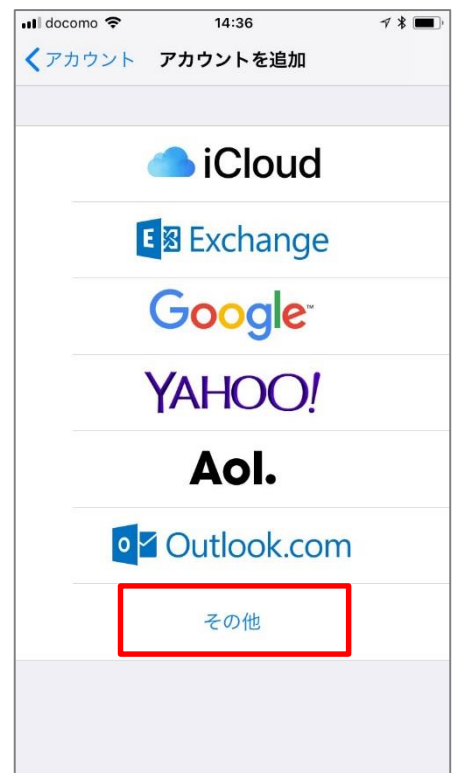 docomo 14:36
アカウント アカウントを追加
iCloud
E Exchange
Google™
YAHOO!
Aol.
o Outlook.com
その他